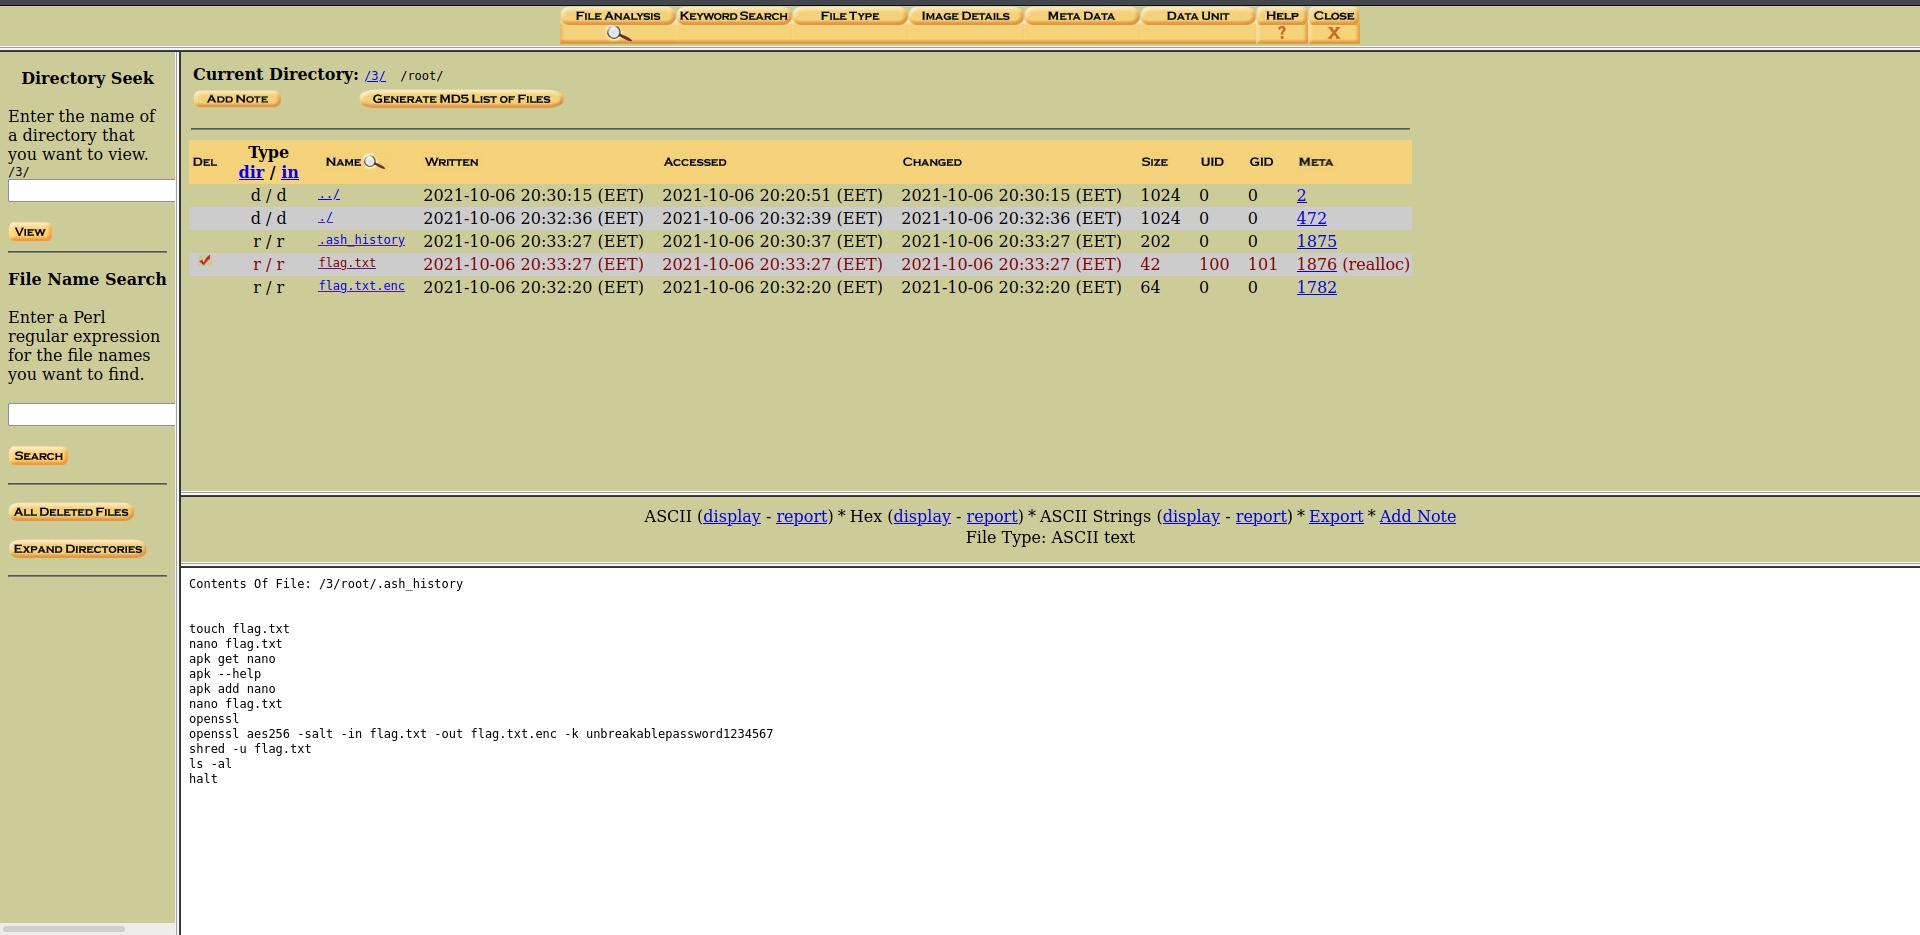 FILE ANALYSIS KEYWORD SEARCH FILE TYPE IMAGE DETAILS META DATA DATA UNIT HELP CLOSE
? X
Directory Seek
Enter the name of
a directory that
you want to view.
/3/
VIEW
File Name Search
Enter a Perl
regular expression
for the file names
you want to find.
SEARCH
ALL DELETED FILES
EXPAND DIRECTORIES
Current Directory: /3/ /root/
ADD NOTE GENERATE MD5 LIST OF FILES
DEL Type NAME WRITTEN ACCESSED CHANGED SIZE UID GID META
dir / in
d / d ../ 2021-10-06 20:30:15 (EET) 2021-10-06 20:20:51 (EET) 2021-10-06 20:30:15 (EET) 1024 0 0 2
d / d ./ 2021-10-06 20:32:36 (EET) 2021-10-06 20:32:39 (EET) 2021-10-06 20:32:36 (EET) 1024 0 0 472
r / r .ash_history 2021-10-06 20:33:27 (EET) 2021-10-06 20:30:37 (EET) 2021-10-06 20:33:27 (EET) 202 0 0 1875
r / r flag.txt 2021-10-06 20:33:27 (EET) 2021-10-06 20:33:27 (EET) 2021-10-06 20:33:27 (EET) 42 100 101 1876 (realloc)
r / r flag.txt.enc 2021-10-06 20:32:20 (EET) 2021-10-06 20:32:20 (EET) 2021-10-06 20:32:20 (EET) 64 0 0 1782
ASCII (display - report) * Hex (display - report) * ASCII Strings (display - report) * Export * Add Note
File Type: ASCII text
Contents Of File: /3/root/.ash_history
touch flag.txt
nano flag.txt
apk get nano
apk --help
apk add nano
nano flag.txt
openssl
openssl aes256 -salt -in flag.txt -out flag.txt.enc -k unbreakablepassword1234567
shred -u flag.txt
ls -al
halt